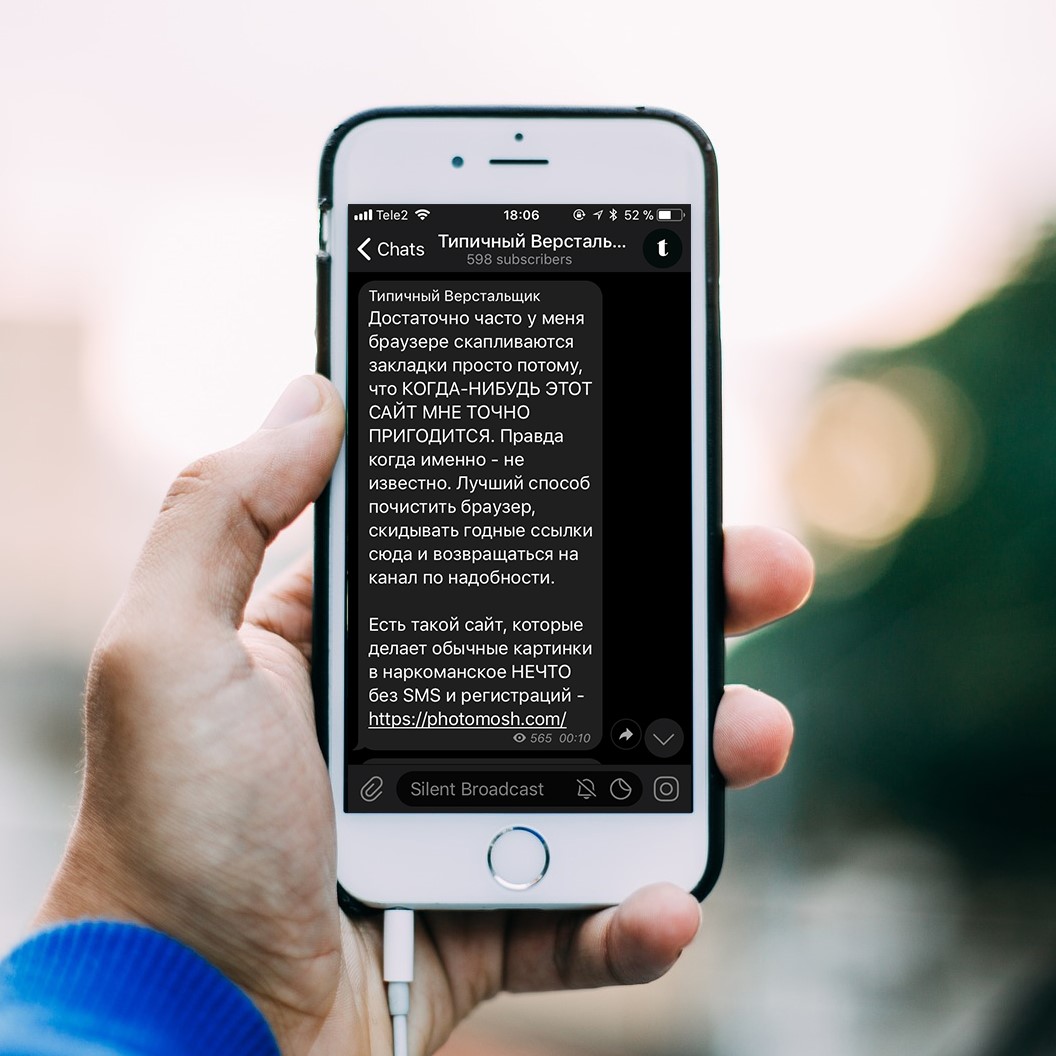 Tele2 18:06 52 %
Chats Типичный Версталь... t
598 subscribers
Типичный Верстальщик
Достаточно часто у меня
браузере скапливаются
закладки просто потому,
что КОГДА-НИБУДЬ ЭТОТ
САЙТ МНЕ ТОЧНО
ПРИГОДИТСЯ. Правда
когда именно - не
известно. Лучший способ
почистить браузер,
скидывать годные ссылки
сюда и возвращаться на
канал по надобности.
Есть такой сайт, которые
делает обычные картинки
в наркоманское НЕЧТО
без SMS и регистраций -
https://photomosh.com/
565 00:10
Silent Broadcast